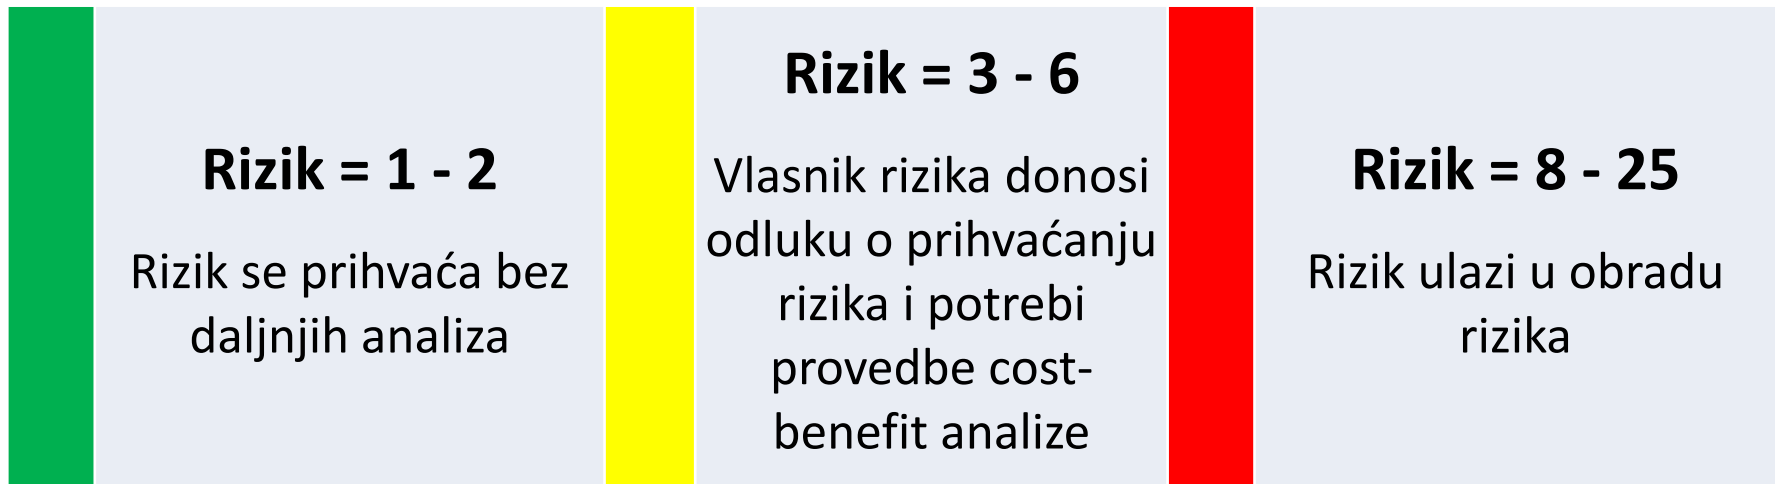 Rizik = 1 - 2
Rizik se prihvaća bez
daljnjih analiza
Rizik = 3 - 6
Vlasnik rizika donosi
odluku o prihvaćanju
rizika i potrebi
provedbe cost-
benefit analize
Rizik = 8 - 25
Rizik ulazi u obradu
rizika